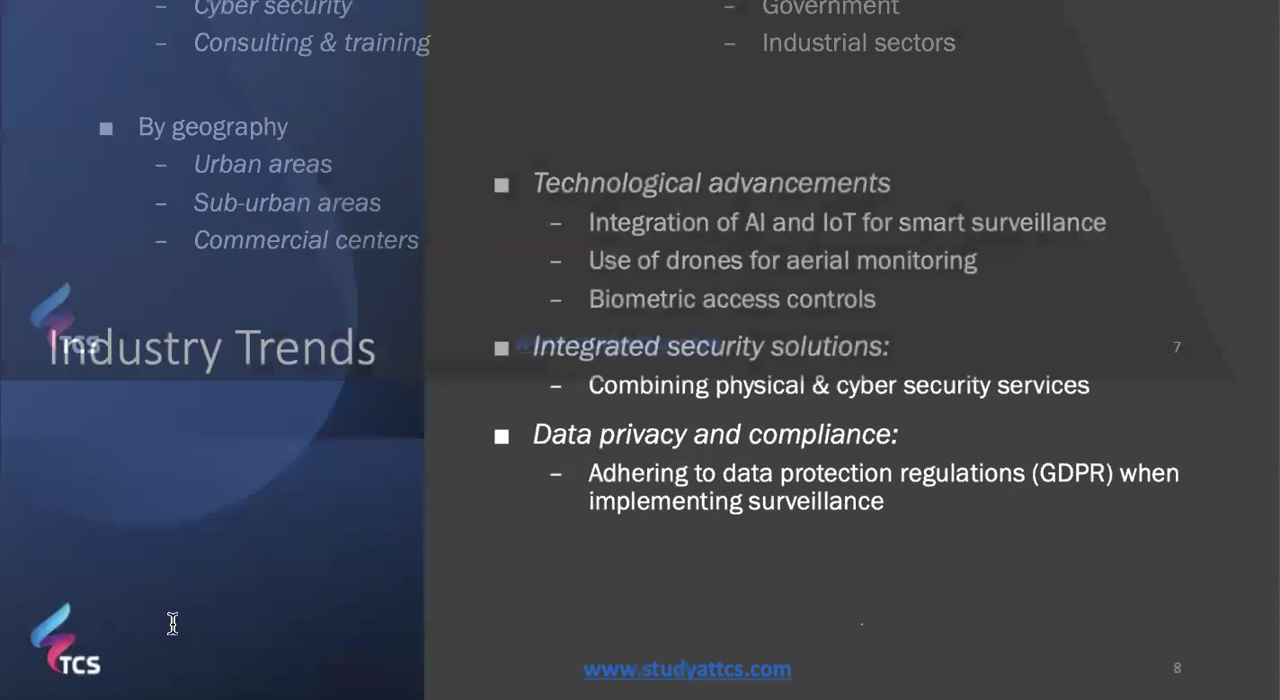 – Cyber security
– Consulting & training
– Government
– Industrial sectors
■ By geography
– Urban areas
– Sub-urban areas
– Commercial centers
TCS
7
Industry Trends
■ Technological advancements
– Integration of AI and IoT for smart surveillance
– Use of drones for aerial monitoring
– Biometric access controls
■ Integrated security solutions:
– Combining physical & cyber security services
■ Data privacy and compliance:
– Adhering to data protection regulations (GDPR) when
implementing surveillance
TCS
www.studyattcs.com
8